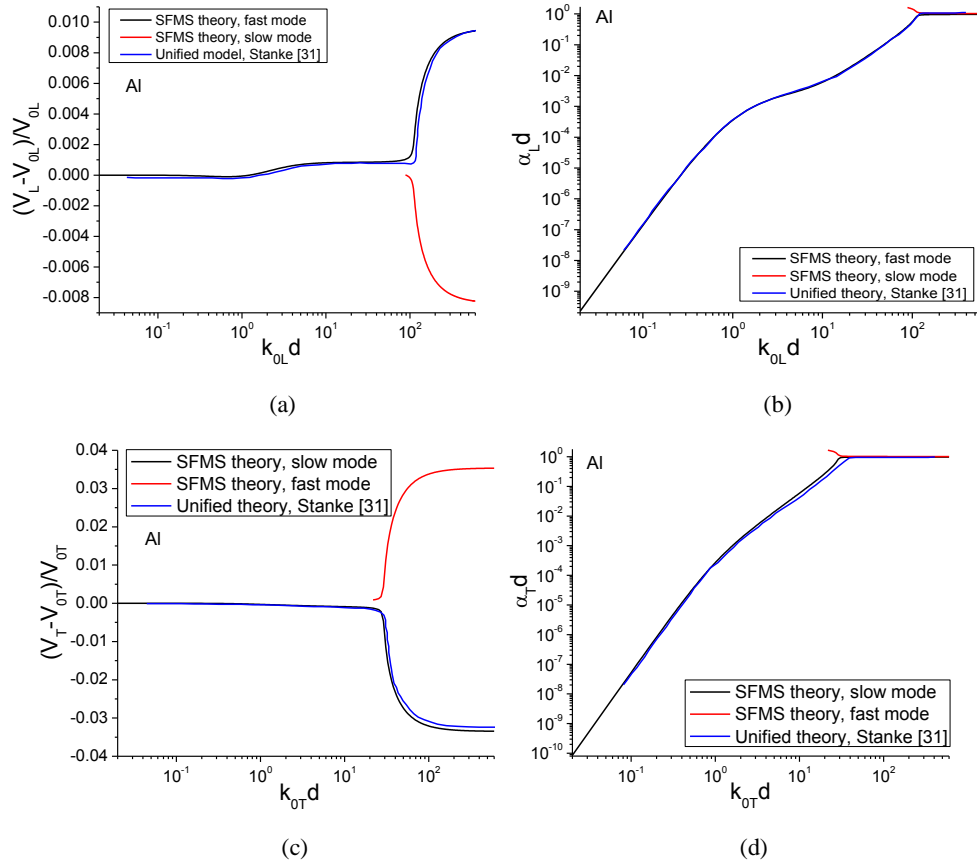 SFMS theory, fast mode
SFMS theory, slow mode
Unified model, Stanke [31]
Al
0.010
0.008
0.006
0.004
0.002
0.000
-0.002
-0.004
-0.006
-0.008
(V_L-V_0L)/V_0L
10^-1 10^0 10^1 10^2
k_0L d
(a)
Al
10^0
10^-1
10^-2
10^-3
10^-4
10^-5
10^-6
10^-7
10^-8
10^-9
α_L d
SFMS theory, fast mode
SFMS theory, slow mode
Unified theory, Stanke [31]
10^-1 10^0 10^1 10^2
k_0L d
(b)
SFMS theory, slow mode
SFMS theory, fast mode
Unified theory, Stanke [31]
Al
0.04
0.03
0.02
0.01
0.00
-0.01
-0.02
-0.03
-0.04
(V_T-V_0T)/V_0T
10^-1 10^0 10^1 10^2
k_0T d
(c)
Al
10^0
10^-1
10^-2
10^-3
10^-4
10^-5
10^-6
10^-7
10^-8
10^-9
10^-10
α_T d
SFMS theory, slow mode
SFMS theory, fast mode
Unified theory, Stanke [31]
10^-1 10^0 10^1 10^2
k_0T d
(d)